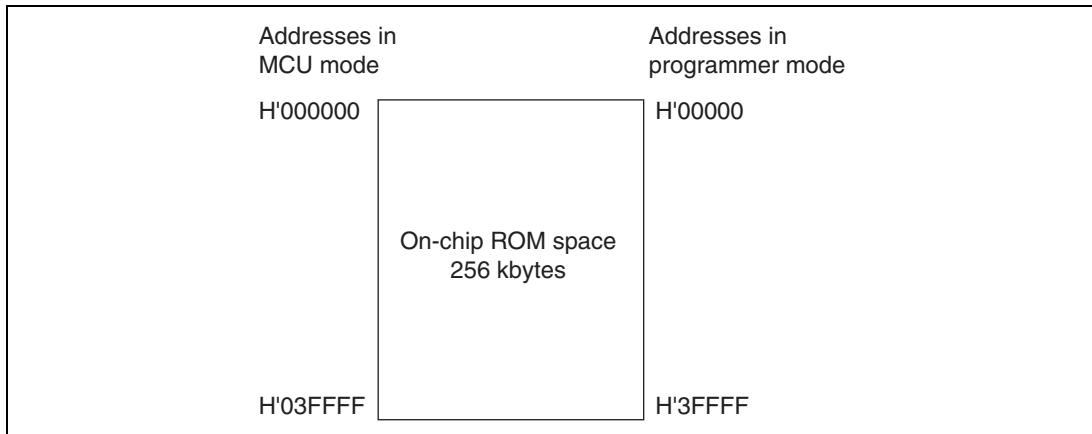 Addresses in
MCU mode
Addresses in
programmer mode
H'000000
H'00000
On-chip ROM space
256 kbytes
H'03FFFF
H'3FFFF